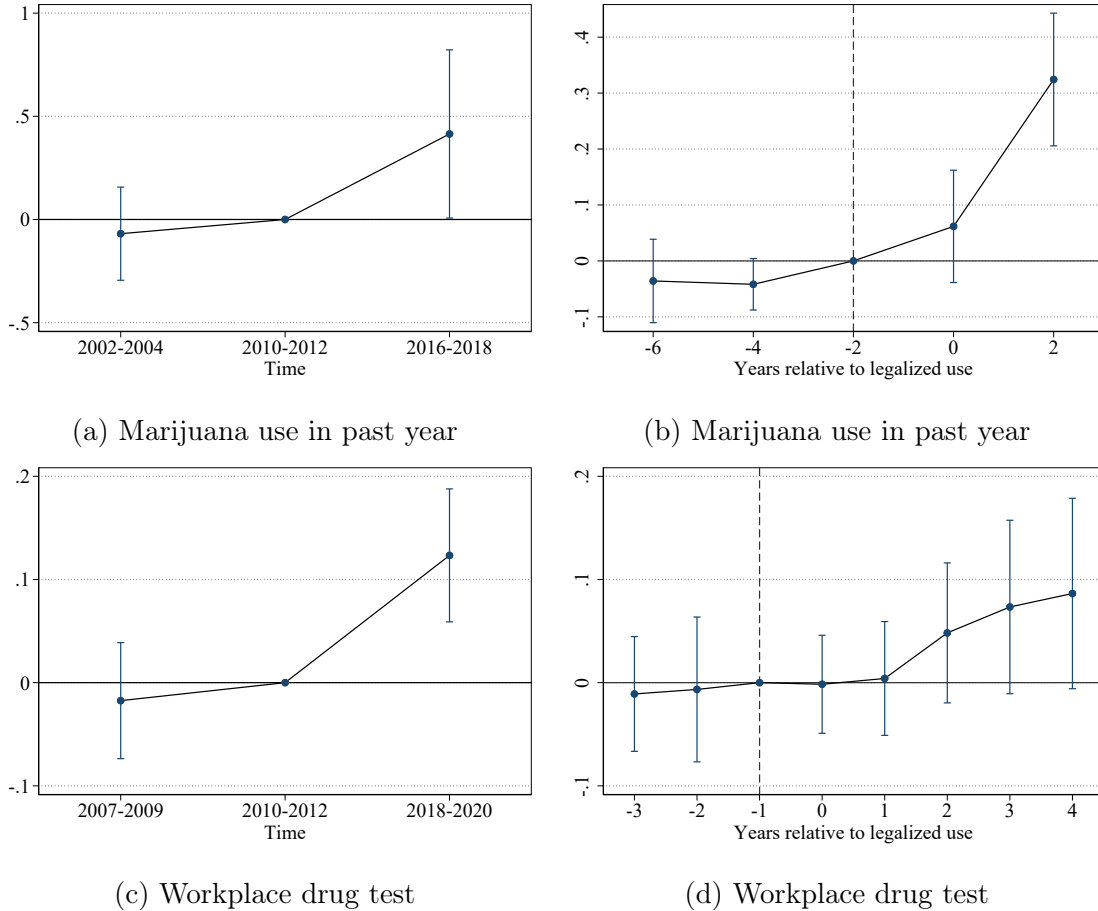 1
.5
0
-.5
2002-2004 2010-2012 2016-2018
Time
(a) Marijuana use in past year
.4
.3
.2
.1
0
-.1
-6 -4 -2 0 2
Years relative to legalized use
(b) Marijuana use in past year
.2
.1
0
-.1
2007-2009 2010-2012 2018-2020
Time
(c) Workplace drug test
.2
.1
0
-.1
-3 -2 -1 0 1 2 3 4
Years relative to legalized use
(d) Workplace drug test